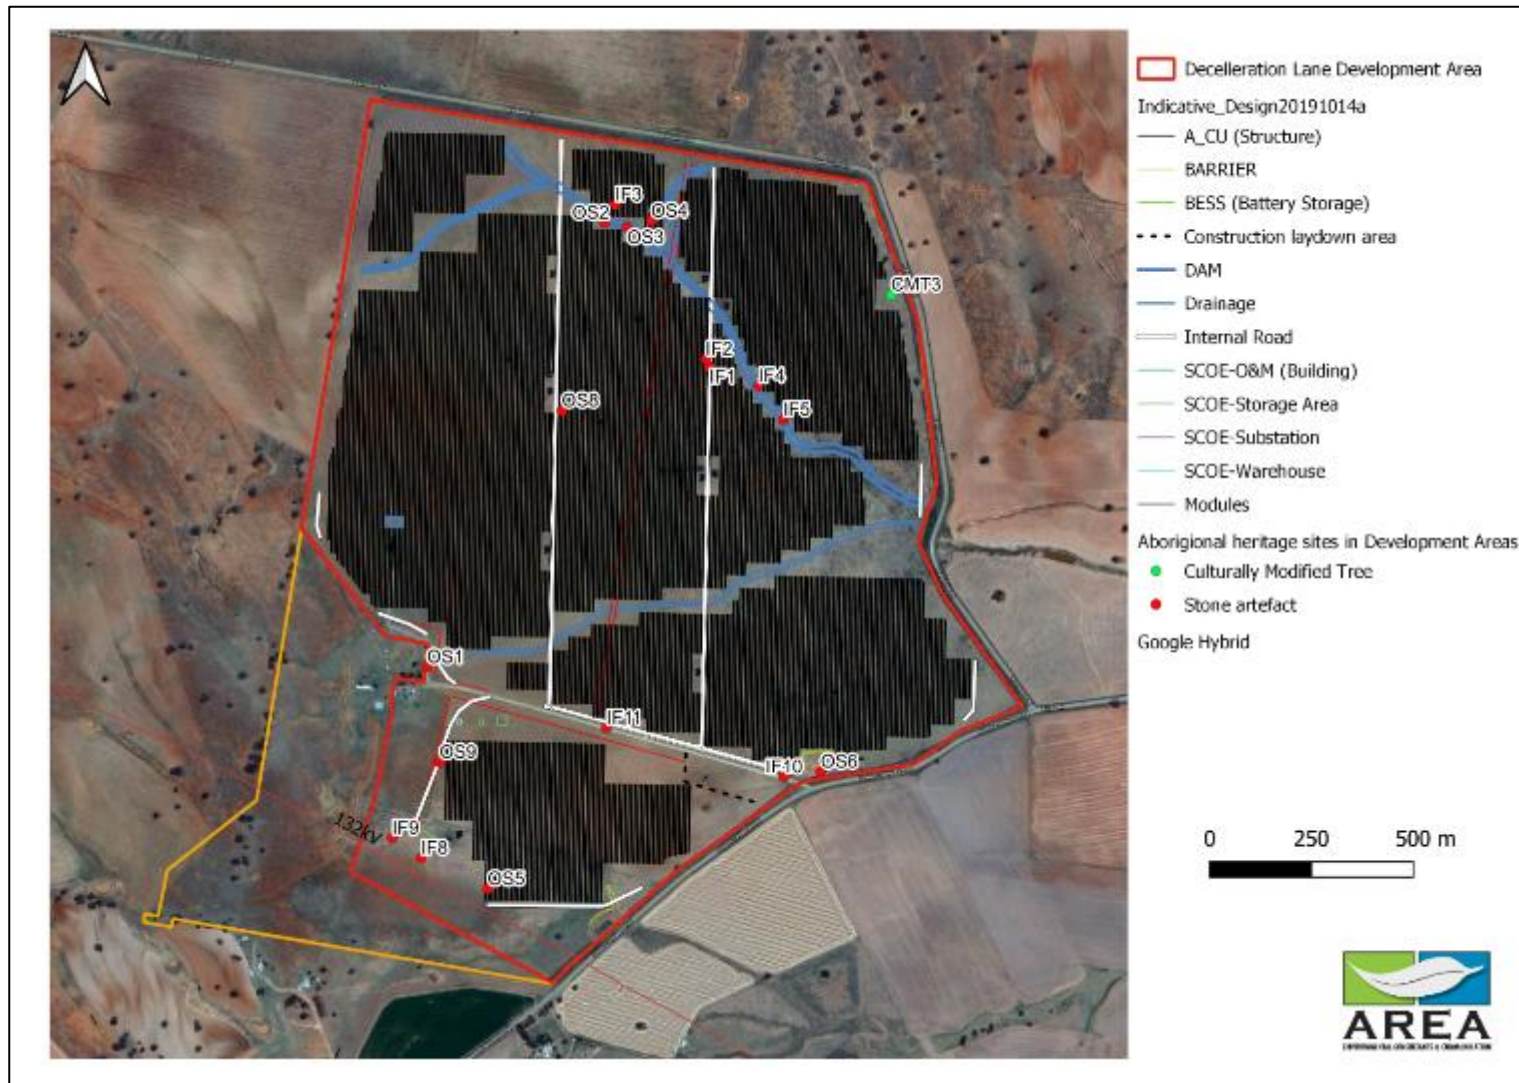 Decelleration Lane Development Area
Indicative_Design20191014a
A_CU (Structure)
BARRIER
BESS (Battery Storage)
Construction laydown area
DAM
Drainage
Internal Road
SCOE-O&M (Building)
SCOE-Storage Area
SCOE-Substation
SCOE-Warehouse
Modules
Aborigional heritage sites in Development Areas
Culturally Modified Tree
Stone artefact
Google Hybrid
IF3
OS2
OS4
OS3
CMT3
IF2
IF1
IF4
OS8
IF5
OS1
IF11
OS9
IF10
OS6
132kV
IF9
IF8
OS5
0 250 500 m
AREA